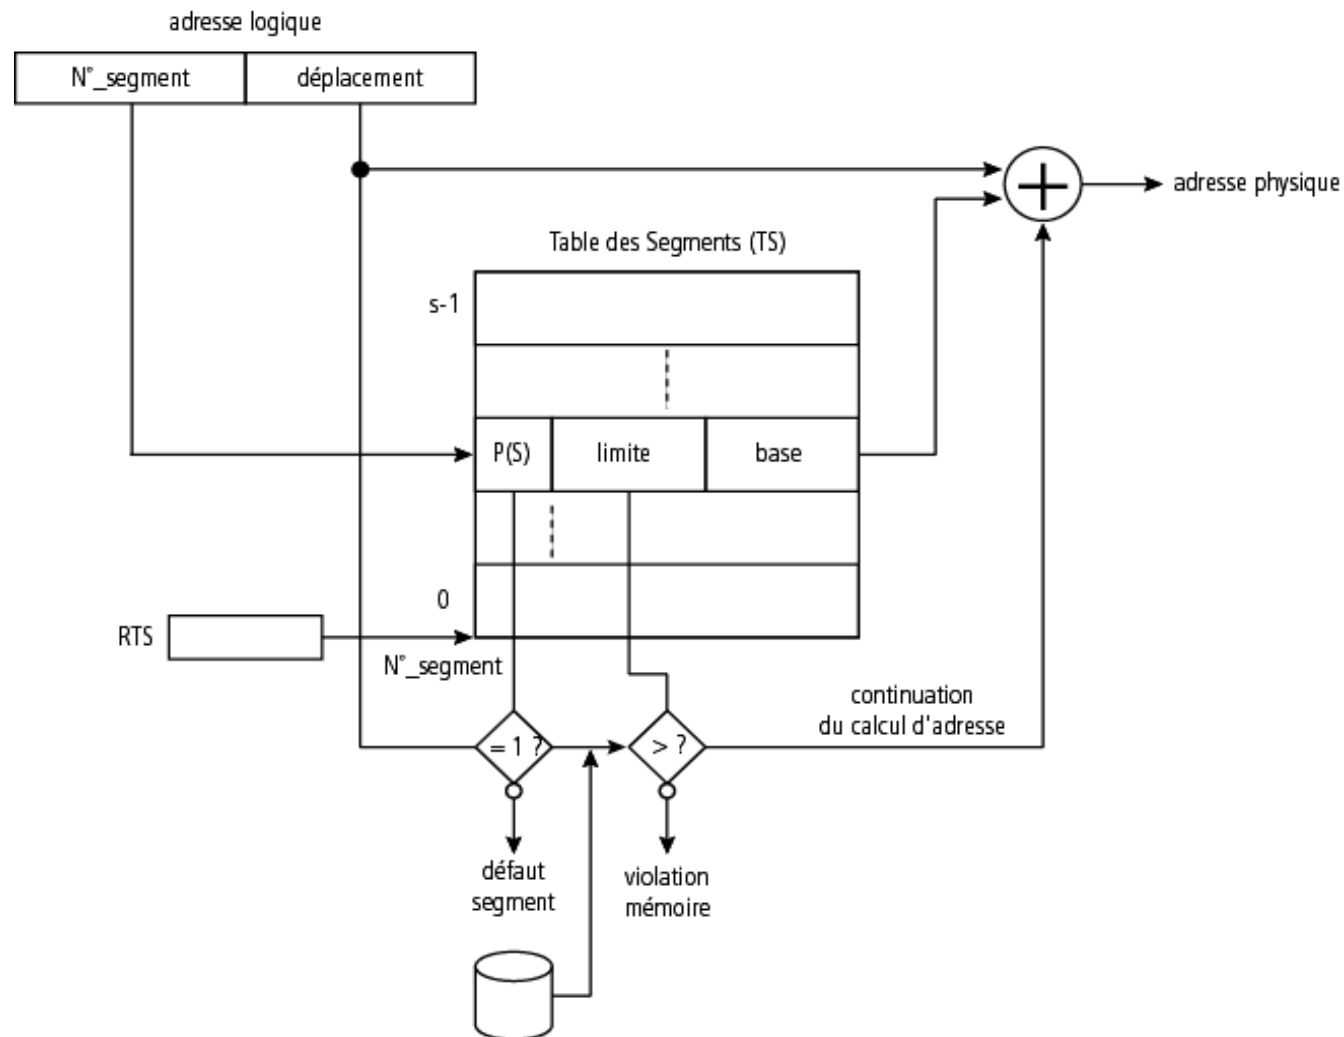 adresse logique
N°_segment déplacement
adresse physique
Table des Segments (TS)
s-1
P(S) limite base
0
RTS
N°_segment
continuation
du calcul d'adresse
= 1 ? > ?
défaut
segment
violation
mémoire